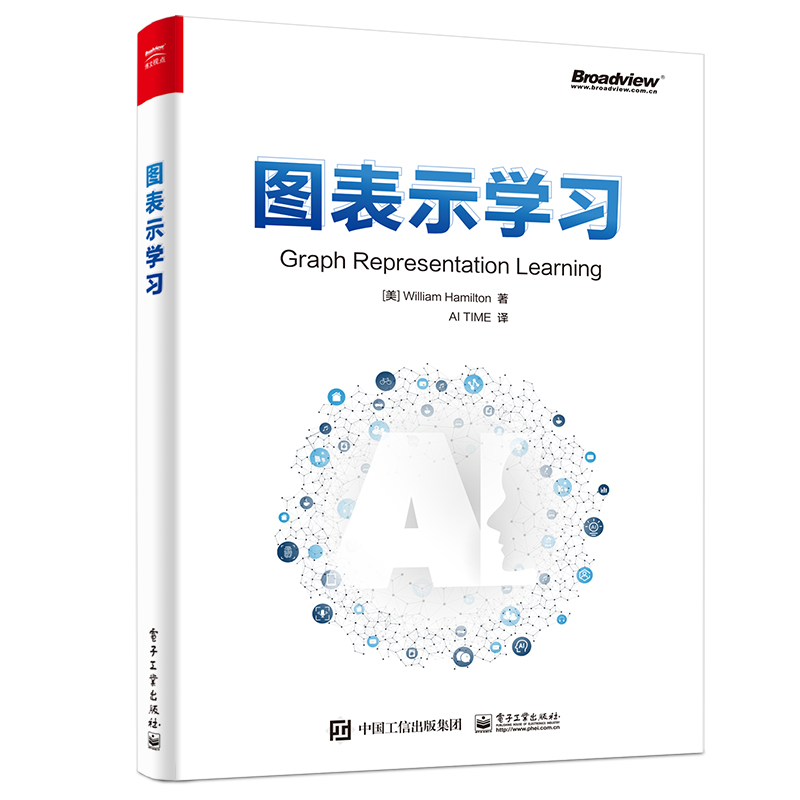 Broadview®
www.broadview.com.cn
图表示学习
Graph Representation Learning
[美] William Hamilton 著
AI TIME 译
AI
AI
中国工信出版集团
電子工業出版社
PUBLISHING HOUSE OF ELECTRONICS INDUSTRY
http://www.phei.com.cn
Broadview
博文视点
图表示学习
電子工業出版社